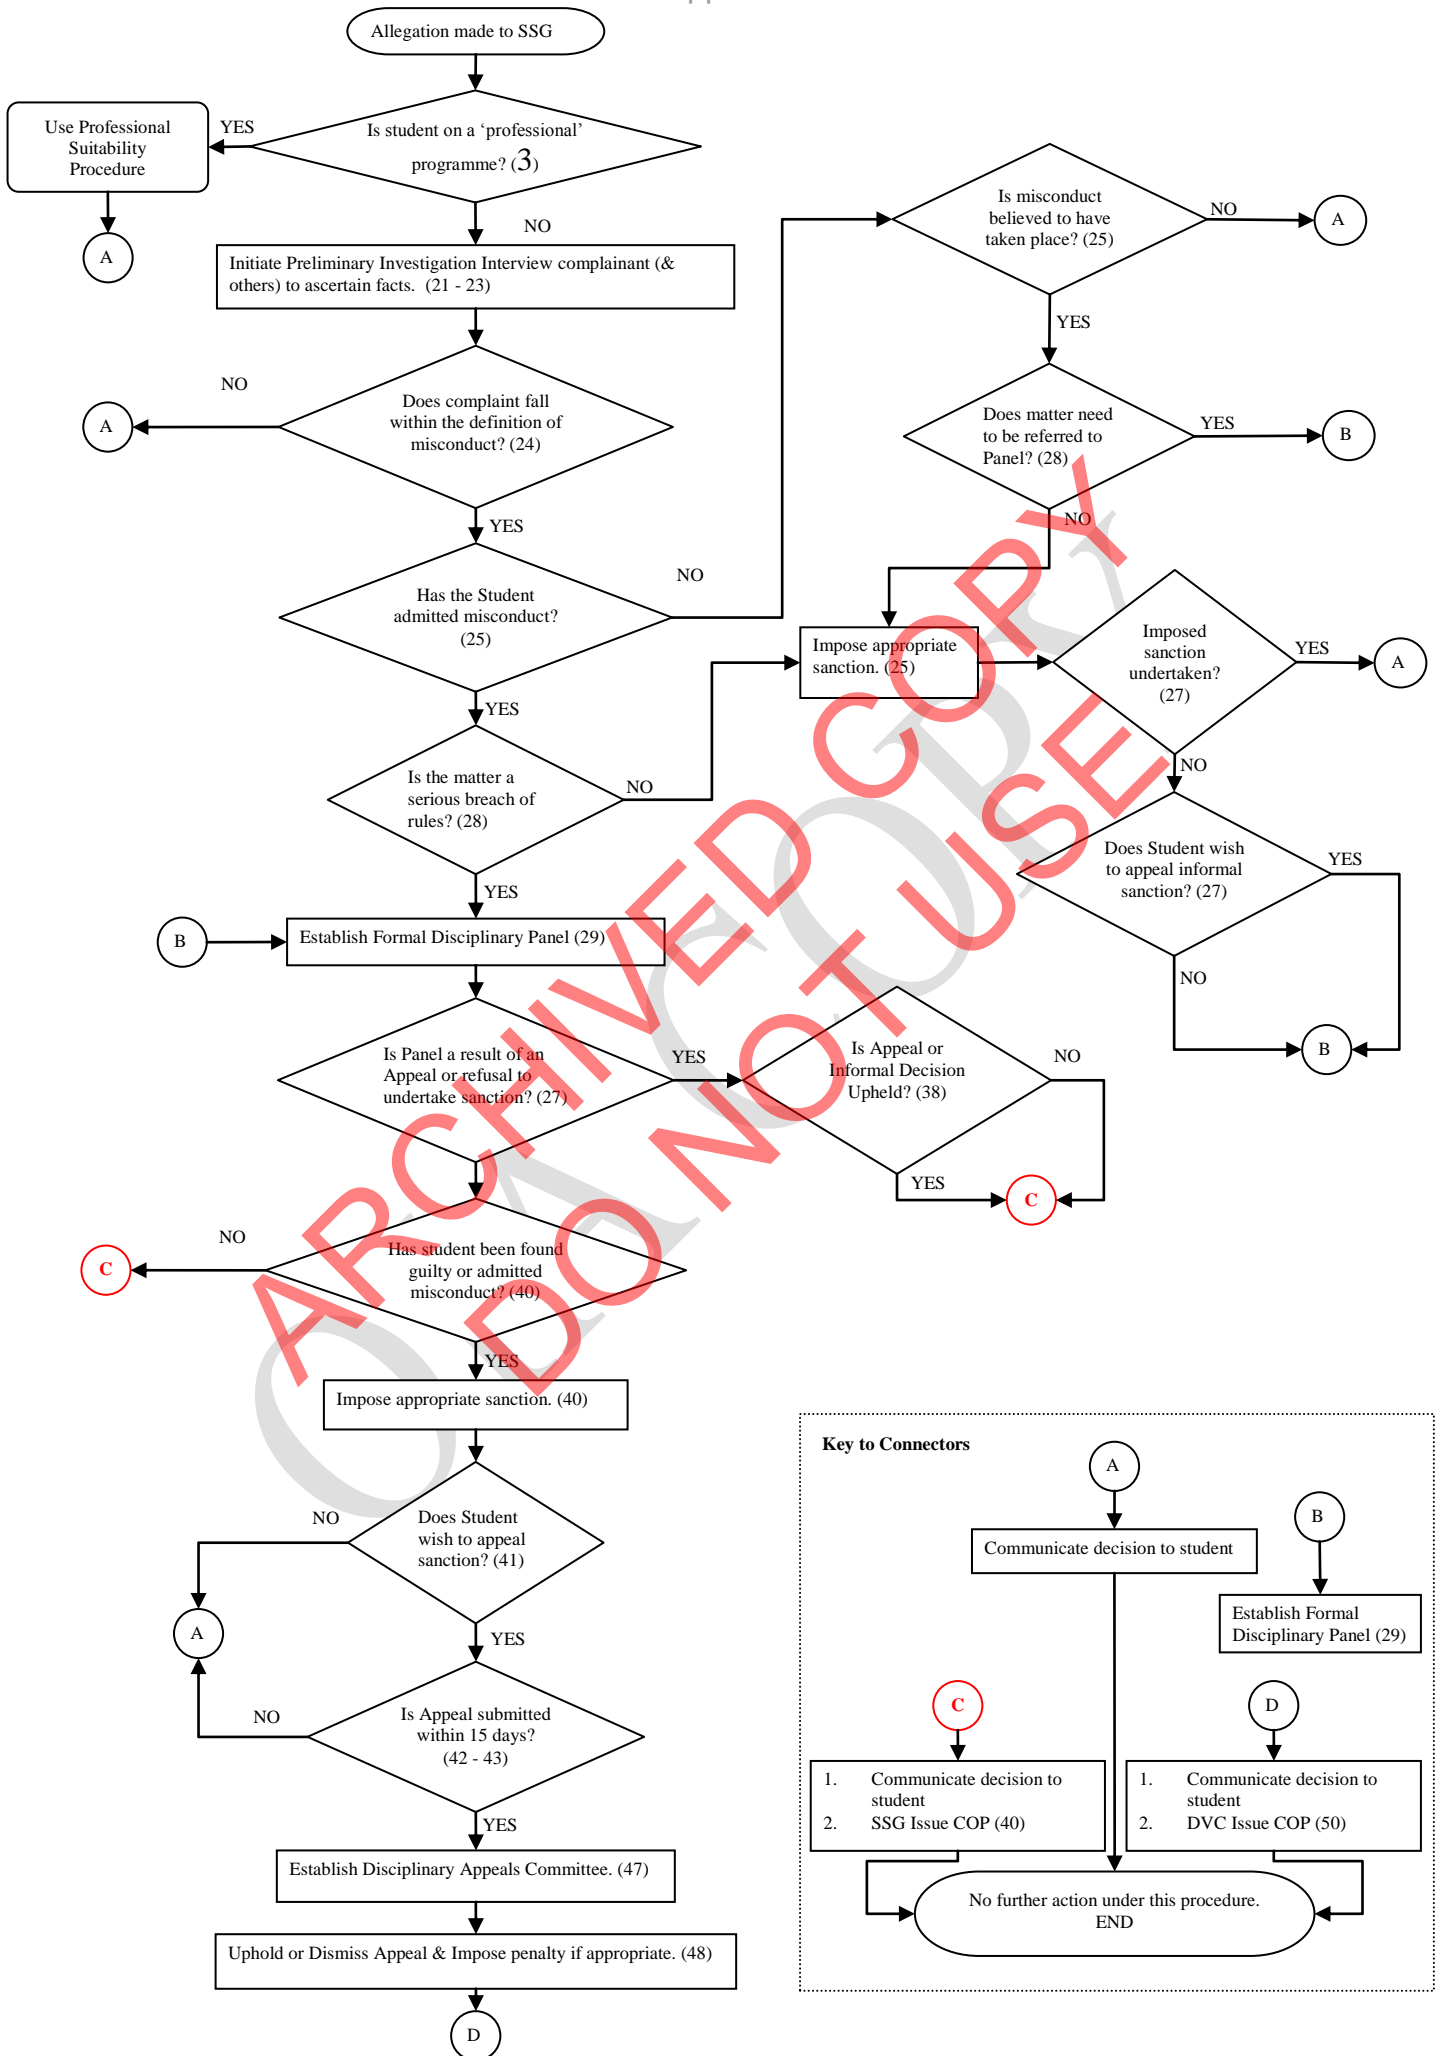 Allegation made to SSG
Is student on a ‘professional’
programme? (3)
YES
Use Professional
Suitability
Procedure
A
NO
Initiate Preliminary Investigation Interview complainant (&
others) to ascertain facts. (21 - 23)
Does complaint fall
within the definition of
misconduct? (24)
NO
A
YES
Has the Student
admitted misconduct?
(25)
NO
YES
Is misconduct
believed to have
taken place? (25)
NO
A
YES
Does matter need
to be referred to
Panel? (28)
YES
B
NO
Impose appropriate
sanction. (25)
Imposed
sanction
undertaken?
(27)
YES
A
NO
Does Student wish
to appeal informal
sanction? (27)
YES
NO
B
Is the matter a
serious breach of
rules? (28)
NO
YES
B
Establish Formal Disciplinary Panel (29)
Is Panel a result of an
Appeal or refusal to
undertake sanction? (27)
YES
Is Appeal or
Informal Decision
Upheld? (38)
NO
YES
C
Has student been found
guilty or admitted
misconduct? (40)
NO
C
YES
Impose appropriate sanction. (40)
Does Student
wish to appeal
sanction? (41)
NO
A
YES
Is Appeal submitted
within 15 days?
(42 - 43)
NO
YES
Establish Disciplinary Appeals Committee. (47)
Uphold or Dismiss Appeal & Impose penalty if appropriate. (48)
D
Key to Connectors
A
Communicate decision to student
B
Establish Formal
Disciplinary Panel (29)
C
1. Communicate decision to
student
2. SSG Issue COP (40)
D
1. Communicate decision to
student
2. DVC Issue COP (50)
No further action under this procedure.
END
ARCHIVED COPY
DO NOT USE